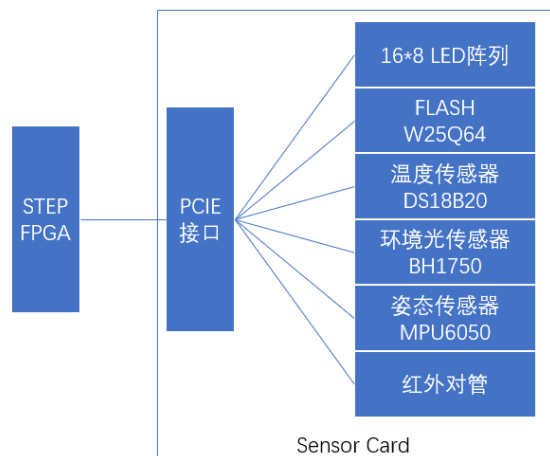 STEP
FPGA
PCIE
接口
16*8 LED阵列
FLASH
W25Q64
温度传感器
DS18B20
环境光传感器
BH1750
姿态传感器
MPU6050
红外对管
Sensor Card